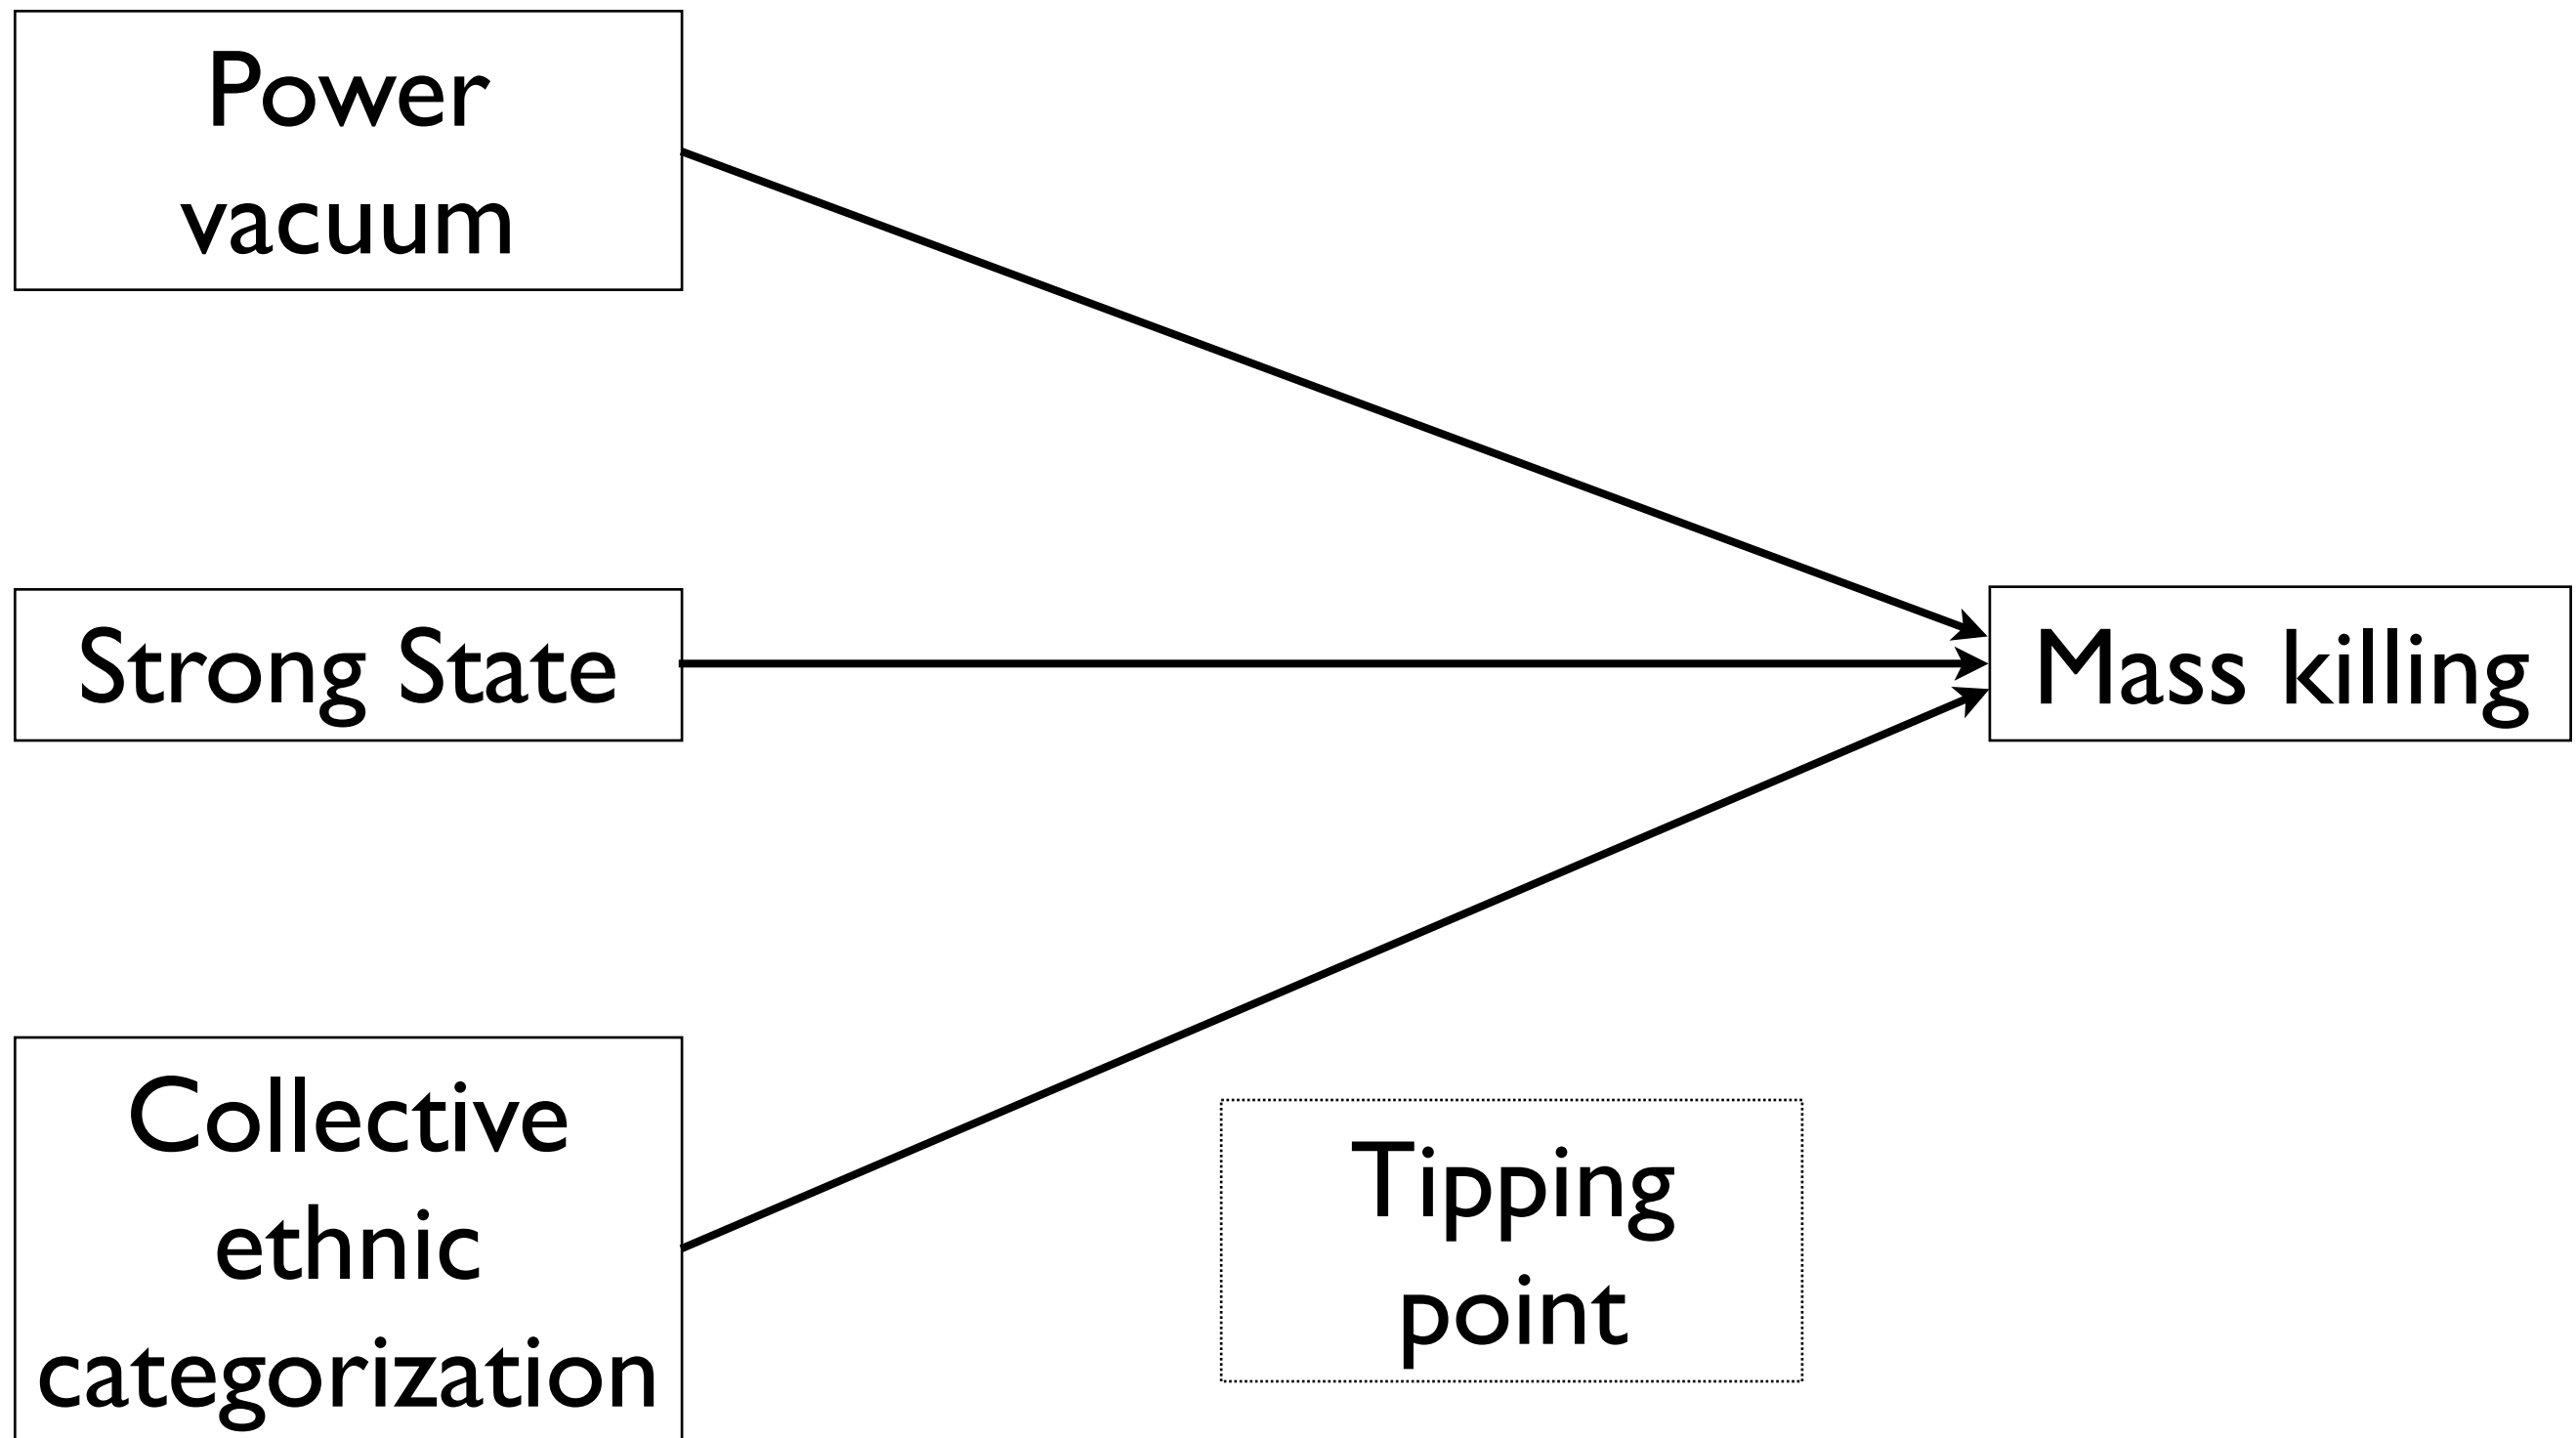 Power
vacuum
Strong State
Mass killing
Collective
ethnic
categorization
Tipping
point